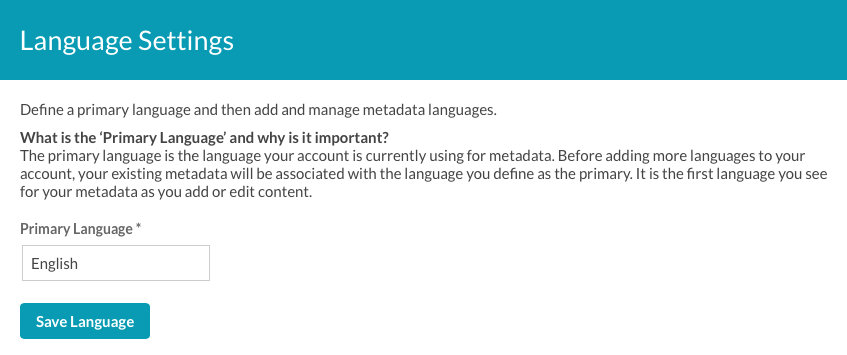 Language Settings
Define a primary language and then add and manage metadata languages.
What is the ‘Primary Language’ and why is it important?
The primary language is the language your account is currently using for metadata. Before adding more languages to your
account, your existing metadata will be associated with the language you define as the primary. It is the first language you see
for your metadata as you add or edit content.
Primary Language *
English
Save Language